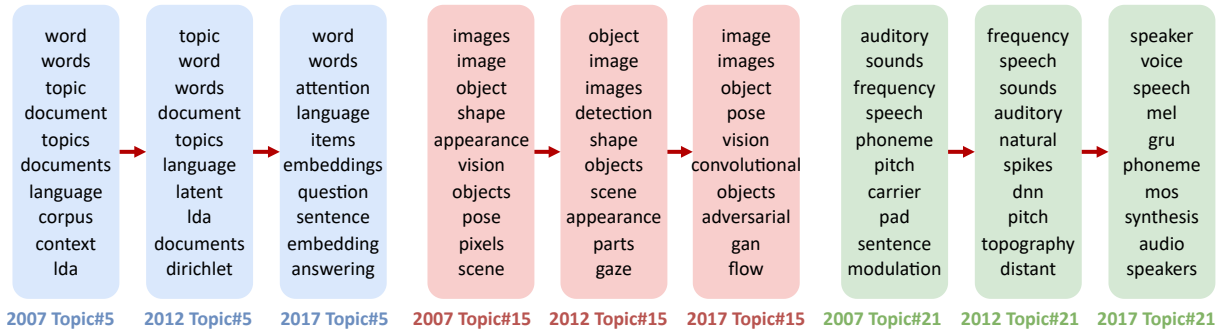 word
words
topic
document
topics
documents
language
corpus
context
lda
2007 Topic#5
topic
word
words
document
topics
language
latent
lda
documents
dirichlet
2012 Topic#5
word
words
attention
language
items
embeddings
question
sentence
embedding
answering
2017 Topic#5
images
image
object
shape
appearance
vision
objects
pose
pixels
scene
2007 Topic#15
object
image
images
detection
shape
objects
scene
appearance
parts
gaze
2012 Topic#15
image
images
object
pose
vision
convolutional
objects
adversarial
gan
flow
2017 Topic#15
auditory
sounds
frequency
speech
phoneme
pitch
carrier
pad
sentence
modulation
2007 Topic#21
frequency
speech
sounds
auditory
natural
spikes
dnn
pitch
topography
distant
2012 Topic#21
speaker
voice
speech
mel
gru
phoneme
mos
synthesis
audio
speakers
2017 Topic#21